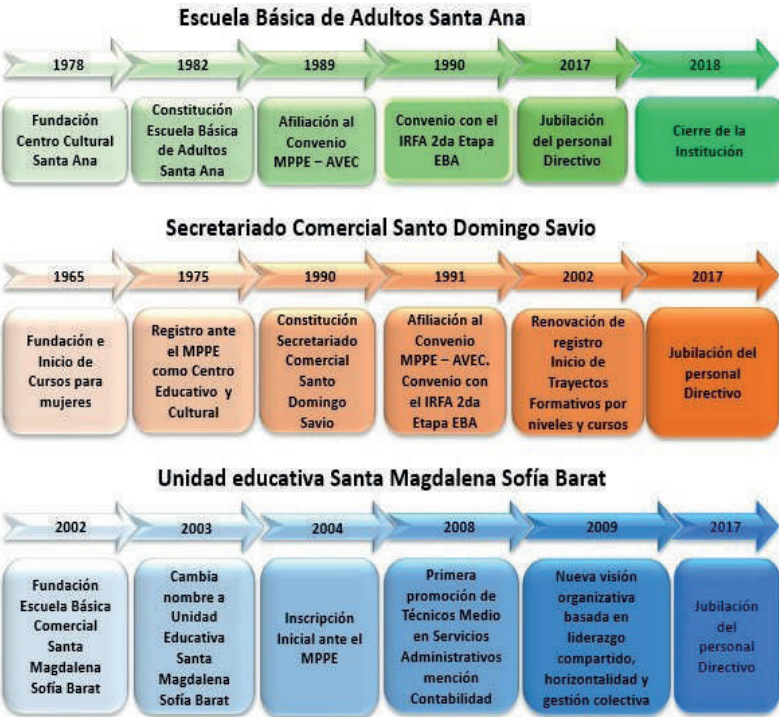 Escuela Básica de Adultos Santa Ana
1978
1982
1989
1990
2017
2018
Fundación
Centro Cultural
Santa Ana
Constitución
Escuela Básica
de Adultos
Santa Ana
Afiliación al
Convenio
MPPE – AVEC
Convenio con el
IRFA 2da Etapa
EBA
Jubilación
del personal
Directivo
Cierre de la
Institución
Secretariado Comercial Santo Domingo Savio
1965
1975
1990
1991
2002
2017
Fundación e
Inicio de
Cursos para
mujeres
Registro ante
el MPPE
como Centro
Educativo y
Cultural
Constitución
Secretariado
Comercial
Santo
Domingo
Savio
Afiliación al
Convenio
MPPE – AVEC.
Convenio con
el IRFA 2da
Etapa EBA
Renovación de
registro
Inicio de
Trayectos
Formativos por
niveles y cursos
Jubilación del
personal
Directivo
Unidad educativa Santa Magdalena Sofía Barat
2002
2003
2004
2008
2009
2017
Fundación
Escuela Básica
Comercial
Santa
Magdalena
Sofía Barat
Cambia
nombre a
Unidad
Educativa
Santa
Magdalena
Sofía Barat
Inscripción
Inicial ante el
MPPE
Primera
promoción de
Técnicos Medio
en Servicios
Administrativos
mención
Contabilidad
Nueva visión
organizativa
basada en
liderazgo
compartido,
horizontalidad y
gestión colectiva
Jubilación
del
personal
Directivo